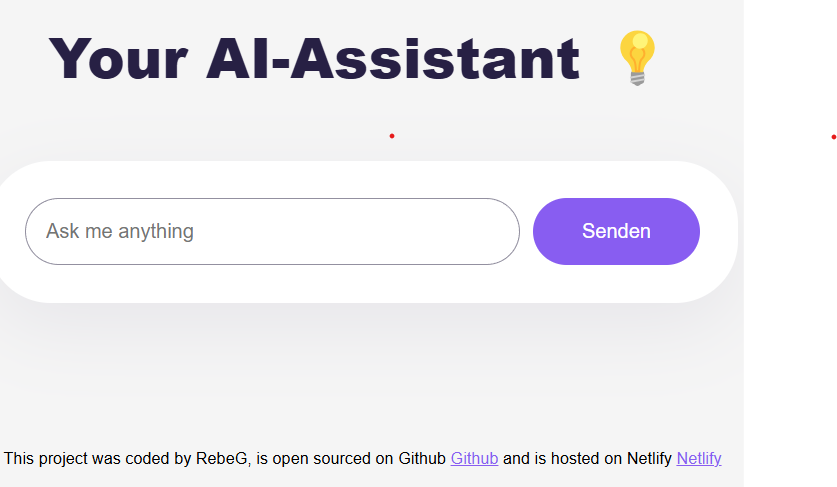 Your AI-Assistant
Ask me anything
Senden
This project was coded by RebeG, is open sourced on Github Github and is hosted on Netlify Netlify